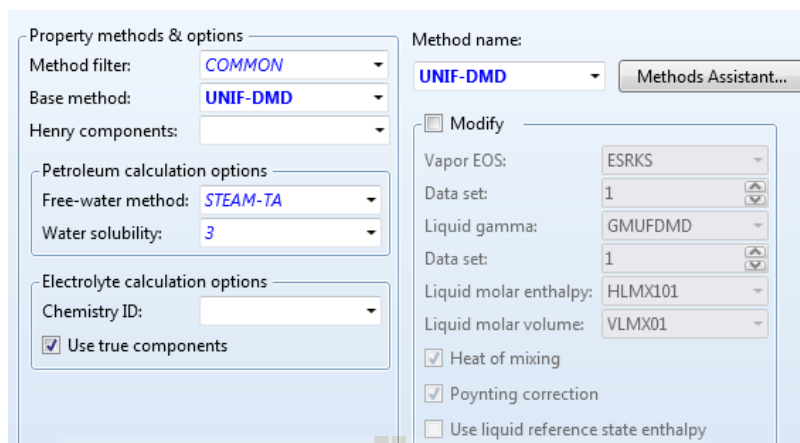 Property methods & options
Method filter: COMMON
Base method: UNIF-DMD
Henry components:
Petroleum calculation options
Free-water method: STEAM-TA
Water solubility: 3
Electrolyte calculation options
Chemistry ID:
Use true components
Method name:
UNIF-DMD Methods Assistant...
Modify
Vapor EOS: ESRKS
Data set: 1
Liquid gamma: GMUFDMD
Data set: 1
Liquid molar enthalpy: HLMX101
Liquid molar volume: VLMX01
Heat of mixing
Poynting correction
Use liquid reference state enthalpy